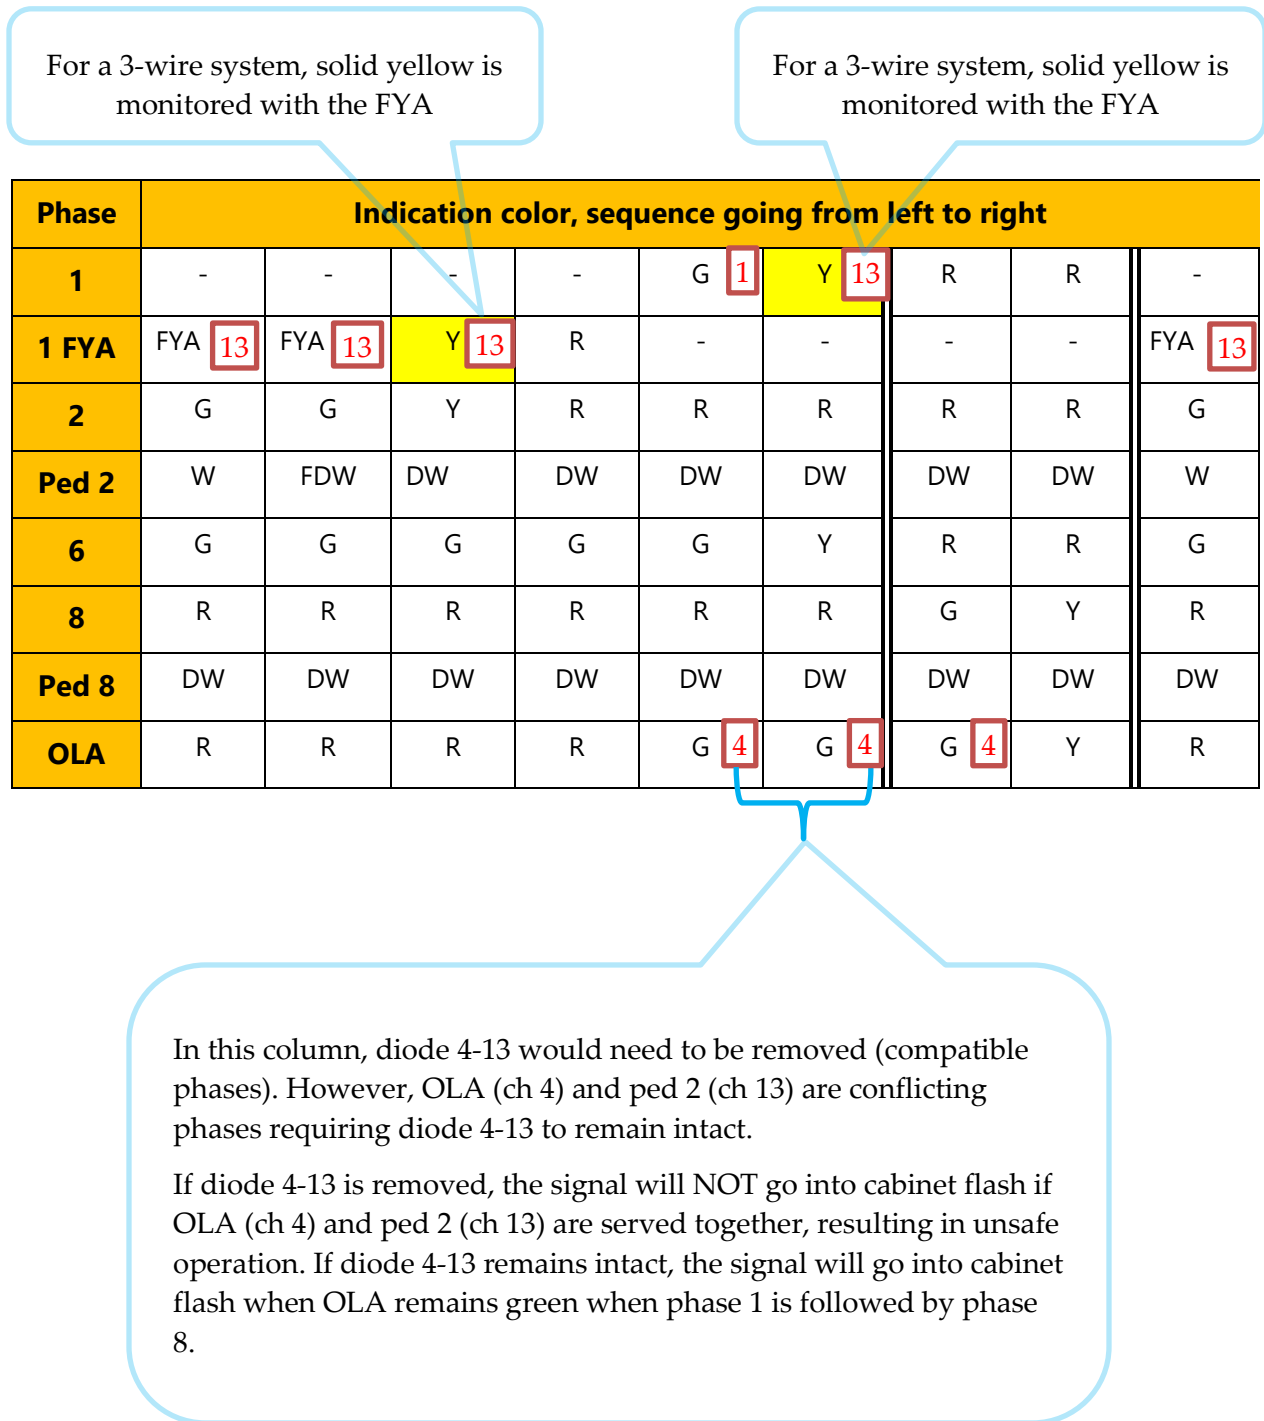 For a 3-wire system, solid yellow is
monitored with the FYA
For a 3-wire system, solid yellow is
monitored with the FYA
Phase Indication color, sequence going from left to right
1 - - - - G 1 Y 13 R R -
1 FYA FYA 13 FYA 13 Y 13 R - - - - FYA 13
2 G G Y R R R R R G
Ped 2 W FDW DW DW DW DW DW DW W
6 G G G G G Y R R G
8 R R R R R R G Y R
Ped 8 DW DW DW DW DW DW DW DW DW
OLA R R R R G 4 G 4 G 4 Y R
In this column, diode 4-13 would need to be removed (compatible
phases). However, OLA (ch 4) and ped 2 (ch 13) are conflicting
phases requiring diode 4-13 to remain intact.
If diode 4-13 is removed, the signal will NOT go into cabinet flash if
OLA (ch 4) and ped 2 (ch 13) are served together, resulting in unsafe
operation. If diode 4-13 remains intact, the signal will go into cabinet
flash when OLA remains green when phase 1 is followed by phase
8.